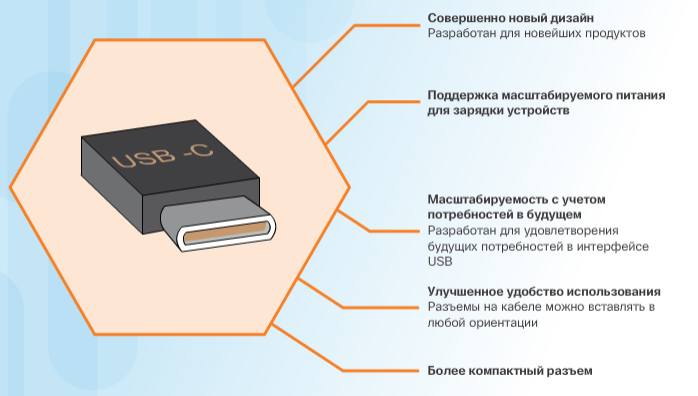 Совершенно новый дизайн
Разработан для новейших продуктов
Поддержка масштабируемого питания
для зарядки устройств
USB -C
Масштабируемость с учетом
потребностей в будущем
Разработан для удовлетворения
будущих потребностей в интерфейсе
USB
Улучшенное удобство использования
Разъемы на кабеле можно вставлять в
любой ориентации
Более компактный разъем